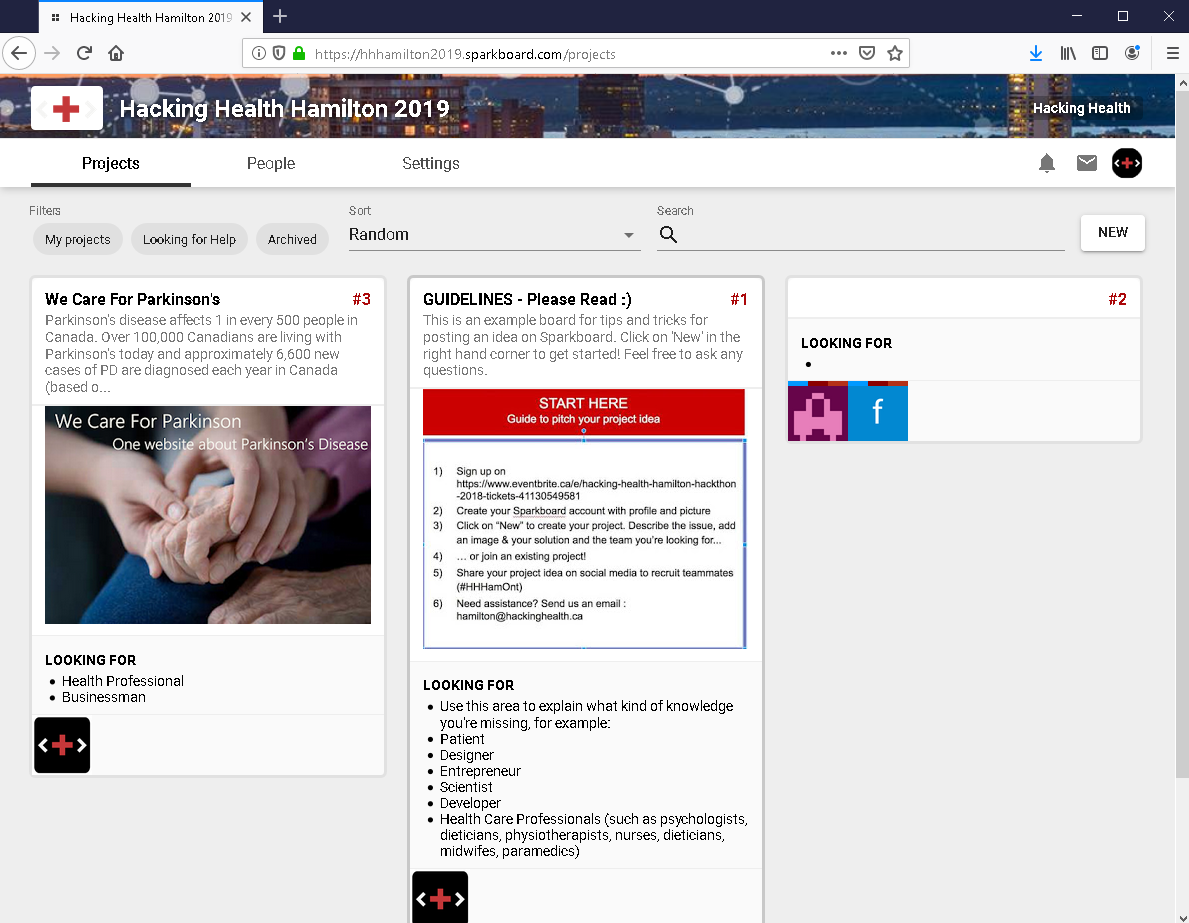 Hacking Health Hamilton 2019
https://hhhamilton2019.sparkboard.com/projects
Hacking Health Hamilton 2019
Hacking Health
Projects
People
Settings
Filters
My projects
Looking for Help
Archived
Sort
Random
Search
NEW
We Care For Parkinson's
#3
Parkinson's disease affects 1 in every 500 people in
Canada. Over 100,000 Canadians are living with
Parkinson's today and approximately 6,600 new
cases of PD are diagnosed each year in Canada
(based o...
We Care For Parkinson
One website about Parkinson's Disease
LOOKING FOR
• Health Professional
• Businessman
GUIDELINES - Please Read :)
#1
This is an example board for tips and tricks for
posting an idea on Sparkboard. Click on 'New' in the
right hand corner to get started! Feel free to ask any
questions.
START HERE
Guide to pitch your project idea
1) Sign up on
https://www.eventbrite.ca/e/hacking-health-hamilton-hackthon
-2018-tickets-41130549581
2) Create your Sparkboard account with profile and picture
3) Click on "New" to create your project. Describe the issue, add
an image & your solution and the team you're looking for...
4) ... or join an existing project!
5) Share your project idea on social media to recruit teammates
(#HHHamOnt)
6) Need assistance? Send us an email :
hamilton@hackinghealth.ca
LOOKING FOR
• Use this area to explain what kind of knowledge
you're missing, for example:
• Patient
• Designer
• Entrepreneur
• Scientist
• Developer
• Health Care Professionals (such as psychologists,
dieticians, physiotherapists, nurses, dieticians,
midwifes, paramedics)
#2
LOOKING FOR
•
f